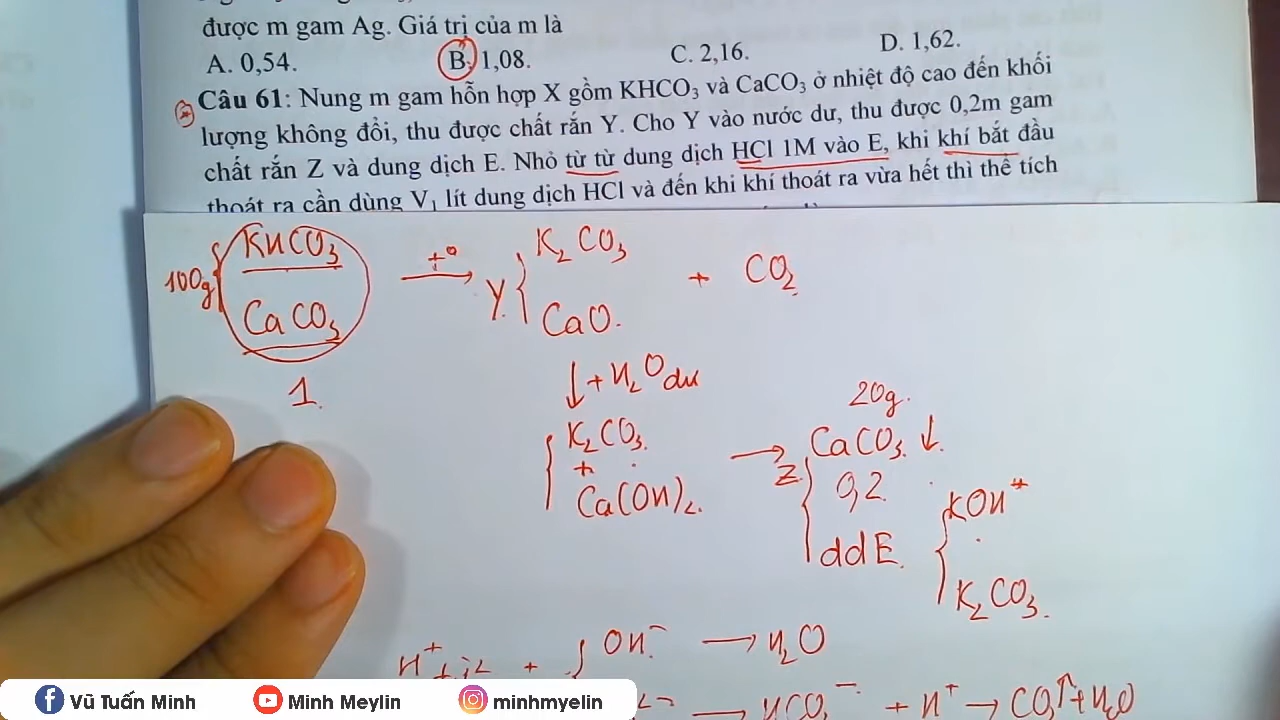 được m gam Ag. Giá trị của m là
A. 0,54. B. 1,08. C. 2,16. D. 1,62.
Câu 61: Nung m gam hỗn hợp X gồm KHCO₃ và CaCO₃ ở nhiệt độ cao đến khối
lượng không đổi, thu được chất rắn Y. Cho Y vào nước dư, thu được 0,2m gam
chất rắn Z và dung dịch E. Nhỏ từ từ dung dịch HCl 1M vào E, khi khí bắt đầu
thoát ra cần dùng V₁ lít dung dịch HCl và đến khi khí thoát ra vừa hết thì thể tích
100g { KHCO₃ t° Y { K₂CO₃ + CO₂
CaCO₃ CaO.
1. ↓ + H₂O dư
20g.
{ K₂CO₃ → Z { CaCO₃ ↓
+ 0,2
Ca(OH)₂ KOH
dd E. { K₂CO₃
H⁺ + { OH⁻ → H₂O
→ HCO₃⁻ + H⁺ → CO₂↑ + H₂O
Vũ Tuấn Minh Minh Meylin minhmyelin